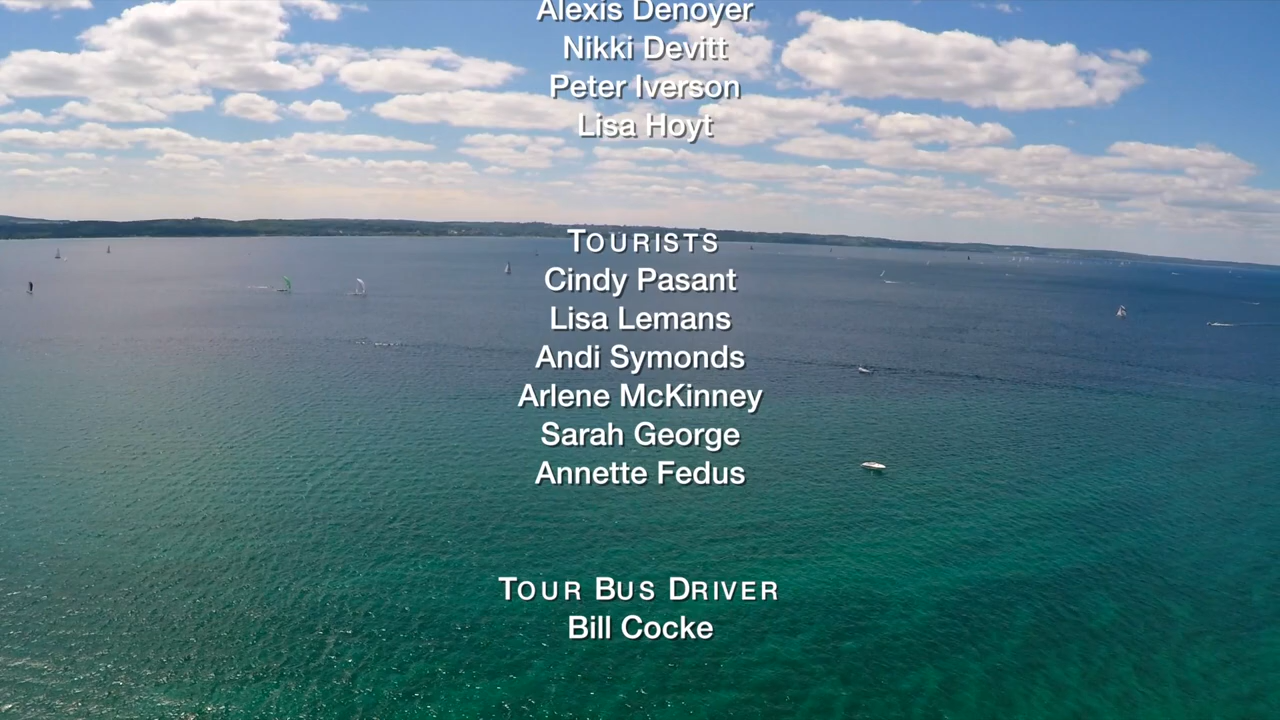 Alexis Denoyer
Nikki Devitt
Peter Iverson
Lisa Hoyt
Tourists
Cindy Pasant
Lisa Lemans
Andi Symonds
Arlene McKinney
Sarah George
Annette Fedus
Tour Bus Driver
Bill Cocke